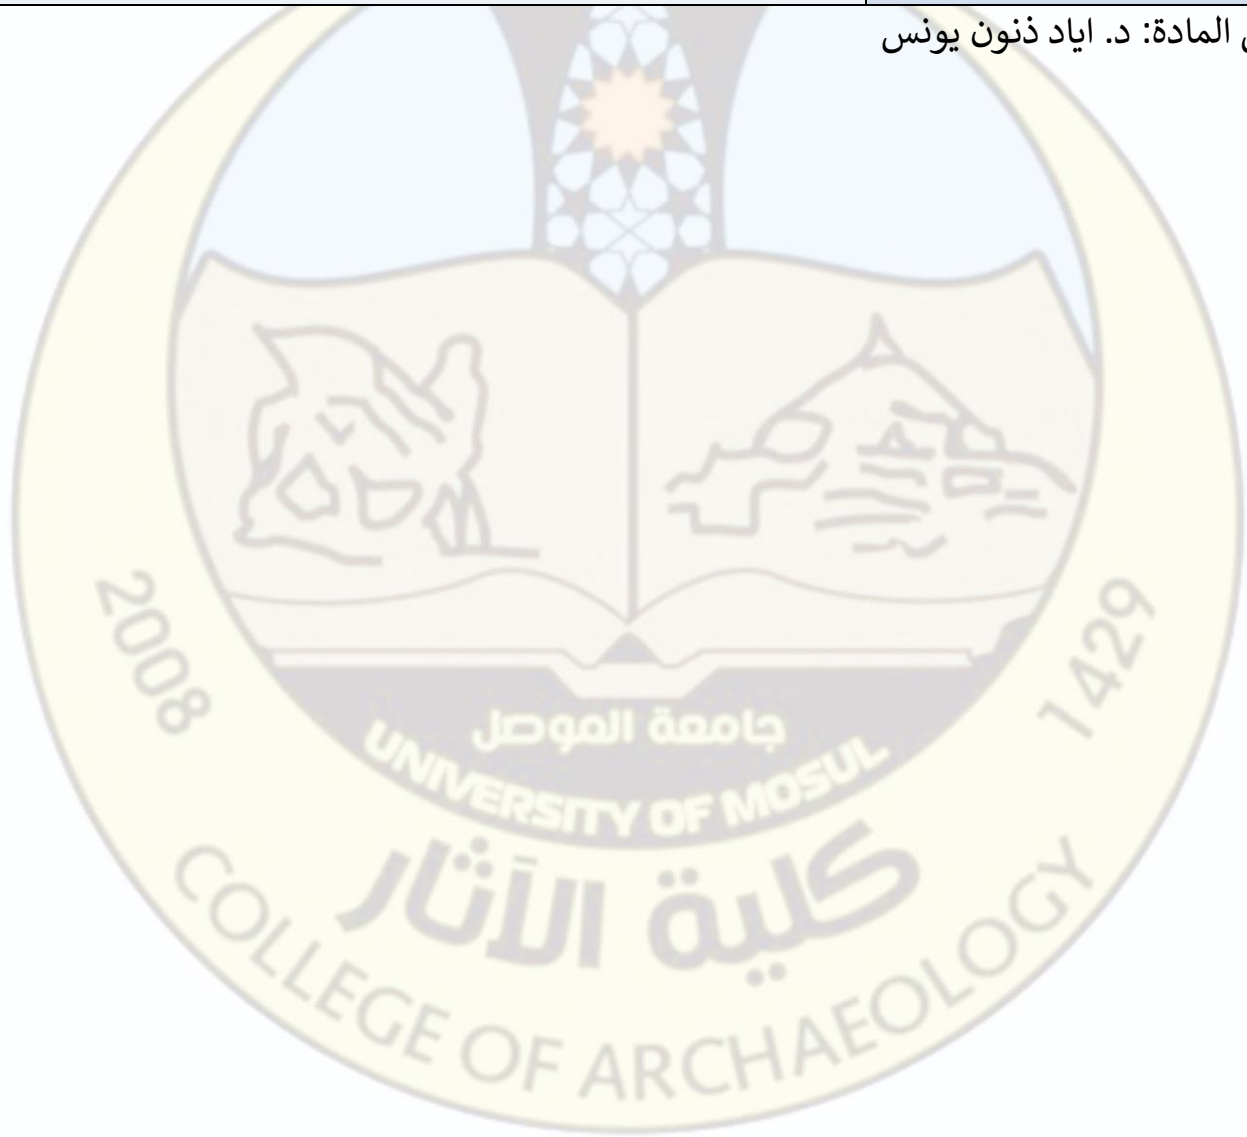 المادة: د. اياد ذنون يونس
2008
1429
جامعة الموصل
UNIVERSITY OF MOSUL
كلية الآثار
COLLEGE OF ARCHAEOLOGY